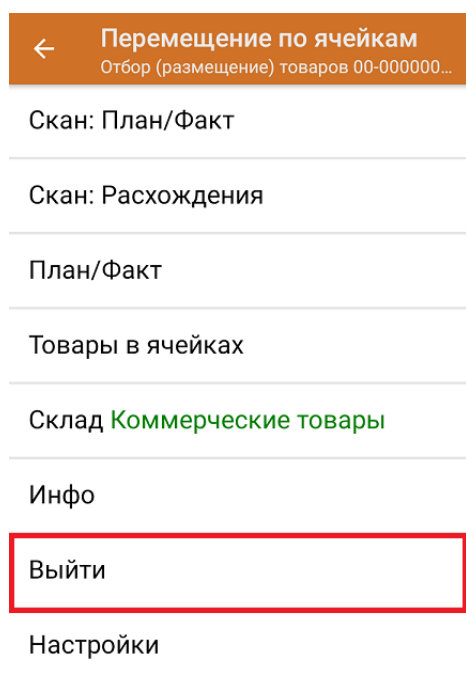 Перемещение по ячейкам
Отбор (размещение) товаров 00-000000...
Скан: План/Факт
Скан: Расхождения
План/Факт
Товары в ячейках
Склад Коммерческие товары
Инфо
Выйти
Настройки